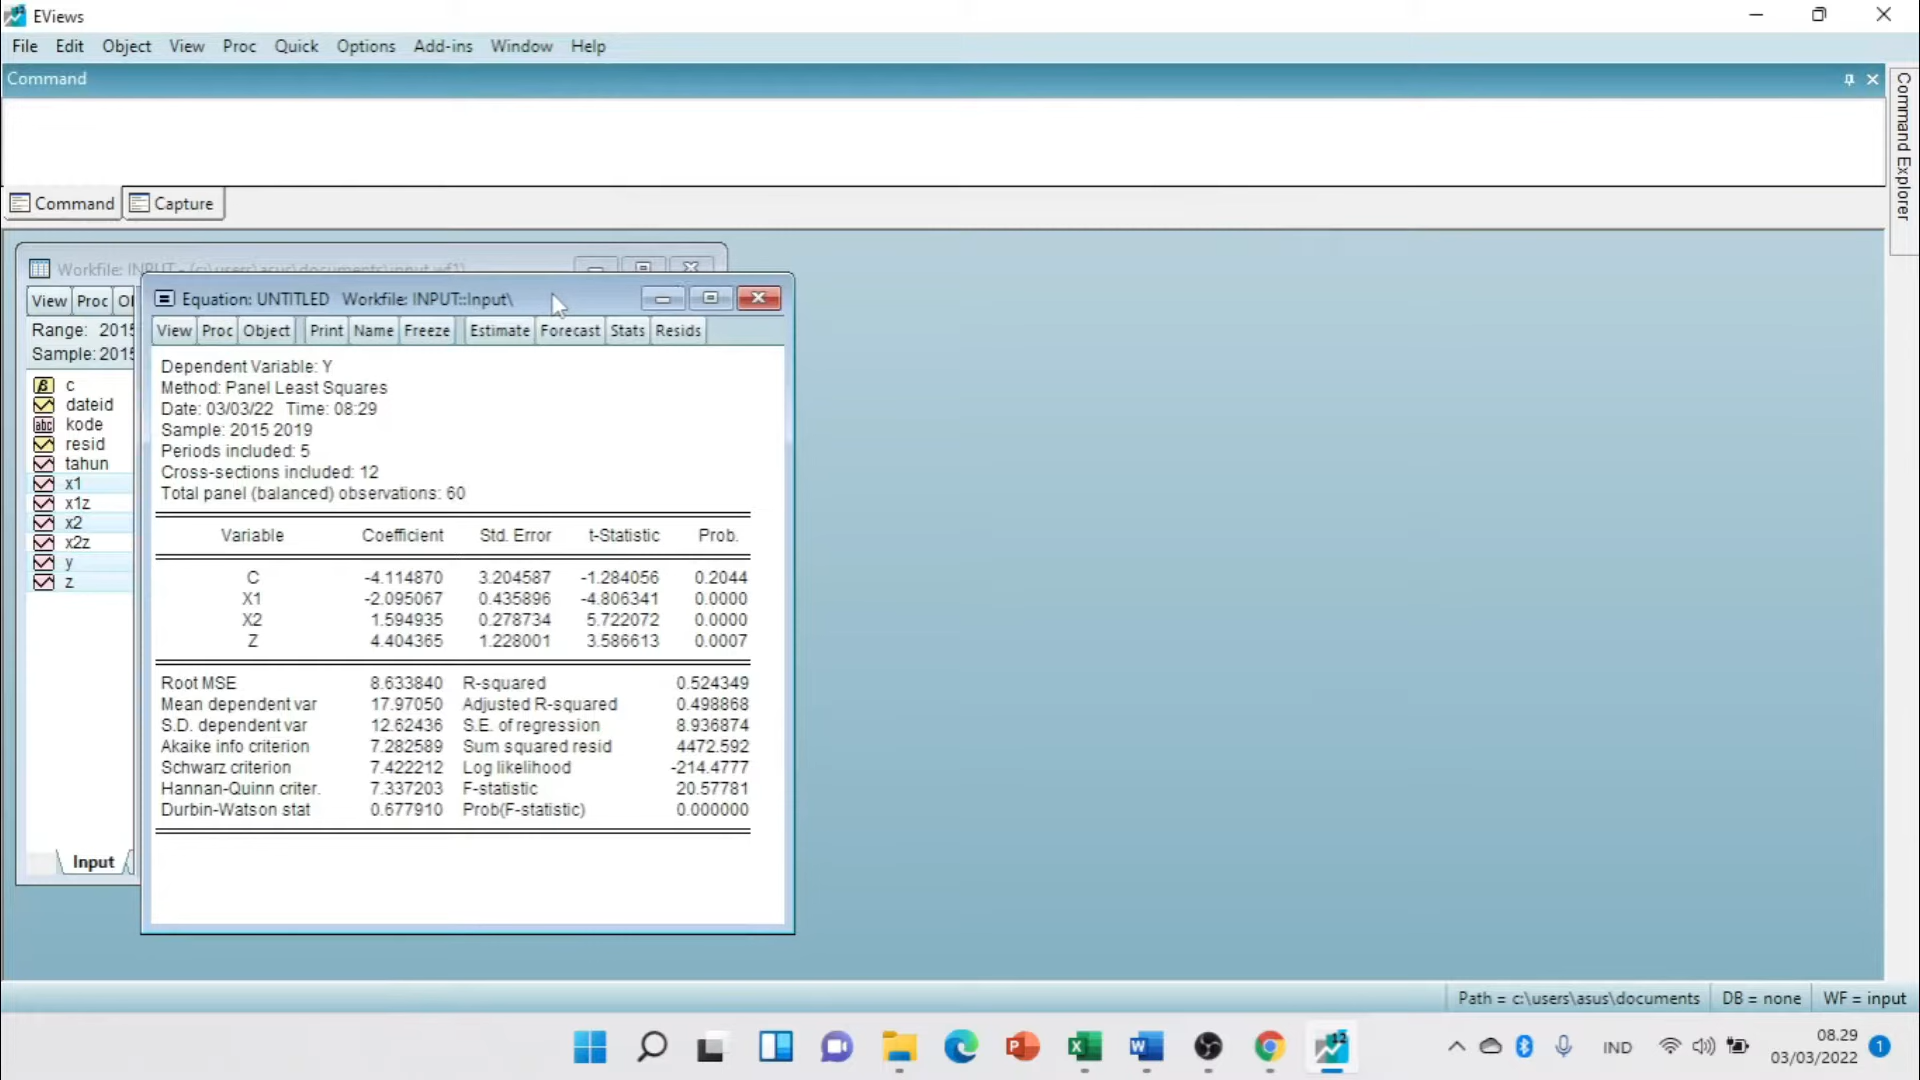 EViews
File Edit Object View Proc Quick Options Add-ins Window Help
Command
Command Capture
Command Explorer
Workfile: INPUT - (c:\users\asus\documents\input.wf1)
View Proc
Range: 2015
Sample: 2015
c
dateid
abc kode
resid
tahun
x1
x1z
x2
x2z
y
z
Input
Equation: UNTITLED Workfile: INPUT::Input\
View Proc Object Print Name Freeze Estimate Forecast Stats Resids
Dependent Variable: Y
Method: Panel Least Squares
Date: 03/03/22 Time: 08:29
Sample: 2015 2019
Periods included: 5
Cross-sections included: 12
Total panel (balanced) observations: 60
Variable Coefficient Std. Error t-Statistic Prob.
C -4.114870 3.204587 -1.284056 0.2044
X1 -2.095067 0.435896 -4.806341 0.0000
X2 1.594935 0.278734 5.722072 0.0000
Z 4.404365 1.228001 3.586613 0.0007
Root MSE 8.633840 R-squared 0.524349
Mean dependent var 17.97050 Adjusted R-squared 0.498868
S.D. dependent var 12.62436 S.E. of regression 8.936874
Akaike info criterion 7.282589 Sum squared resid 4472.592
Schwarz criterion 7.422212 Log likelihood -214.4777
Hannan-Quinn criter. 7.337203 F-statistic 20.57781
Durbin-Watson stat 0.677910 Prob(F-statistic) 0.000000
Path = c:\users\asus\documents DB = none WF = input
IND
08.29
03/03/2022
1